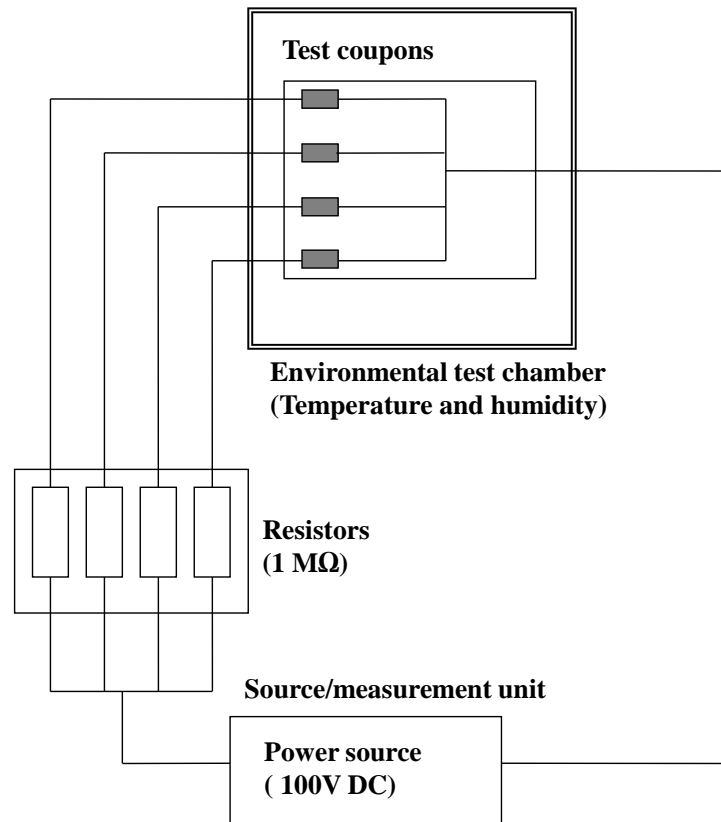 Test coupons
Environmental test chamber
(Temperature and humidity)
Resistors
(1 MΩ)
Source/measurement unit
Power source
( 100V DC)